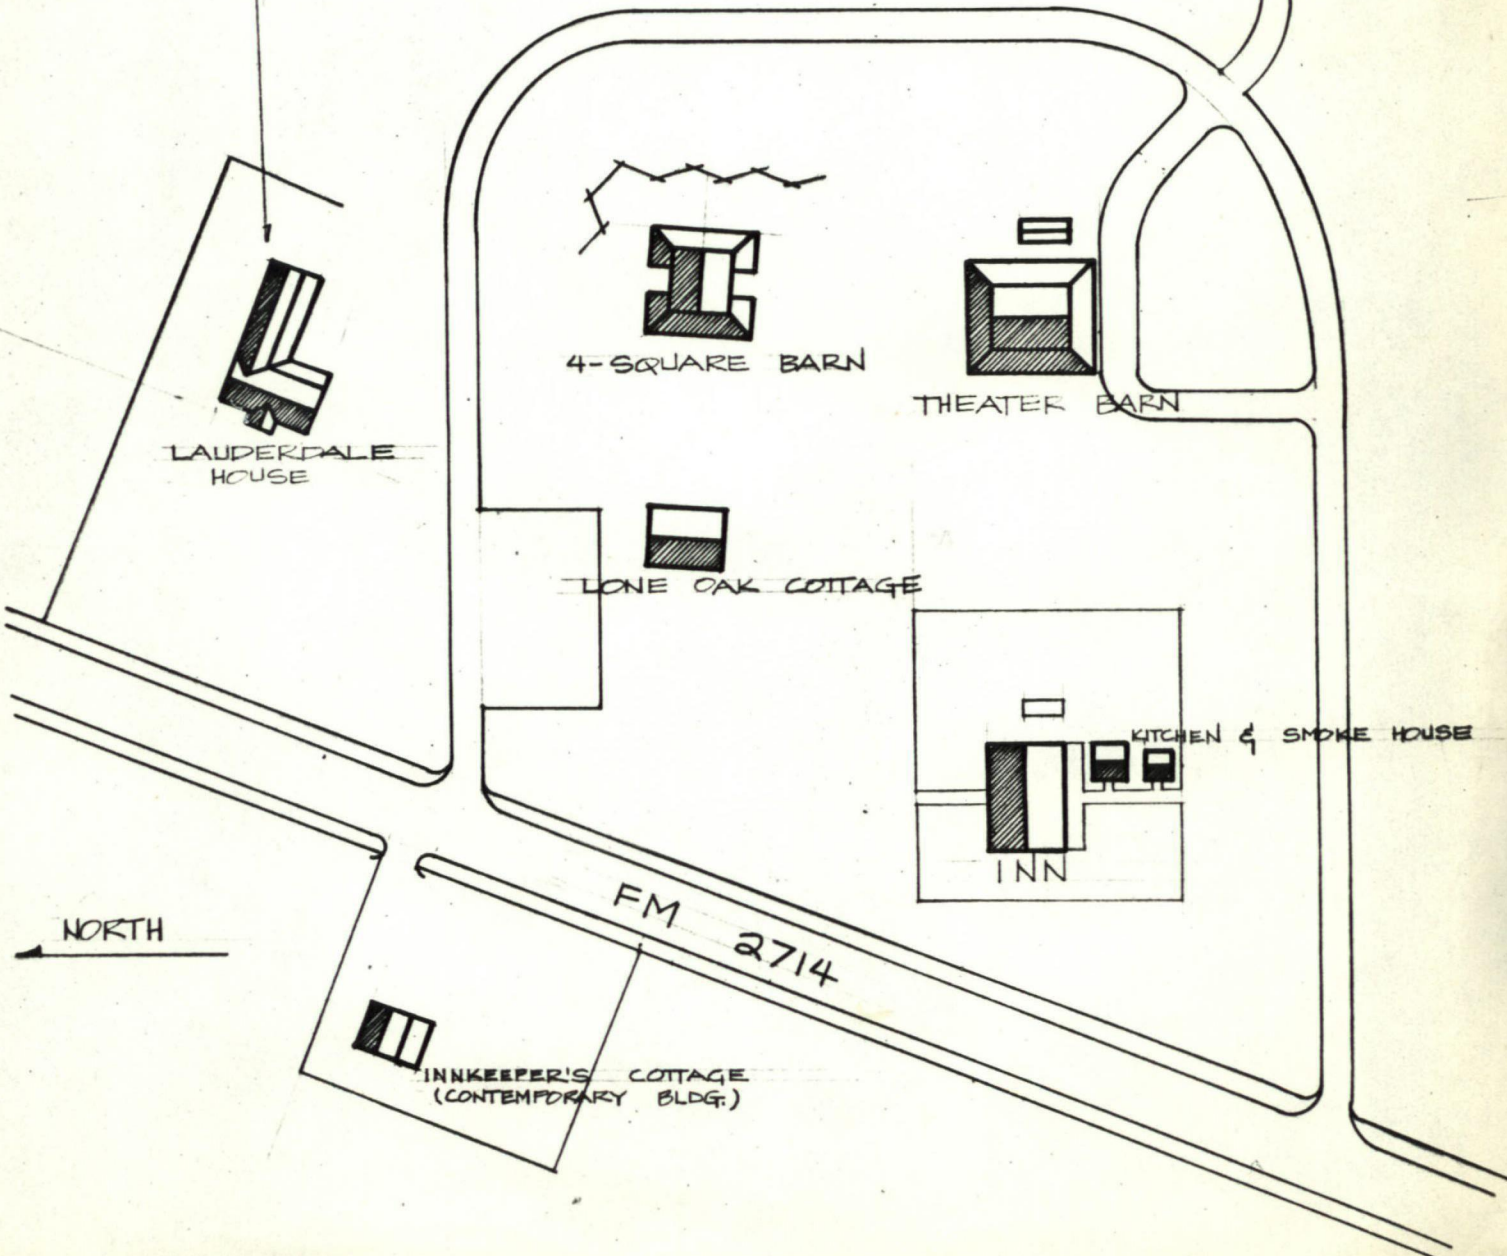 4-SQUARE BARN
THEATER BARN
LAUDERDALE
HOUSE
LONE OAK COTTAGE
KITCHEN & SMOKE HOUSE
INN
FM 2714
NORTH
INNKEEPER'S COTTAGE
(CONTEMPORARY BLDG.)